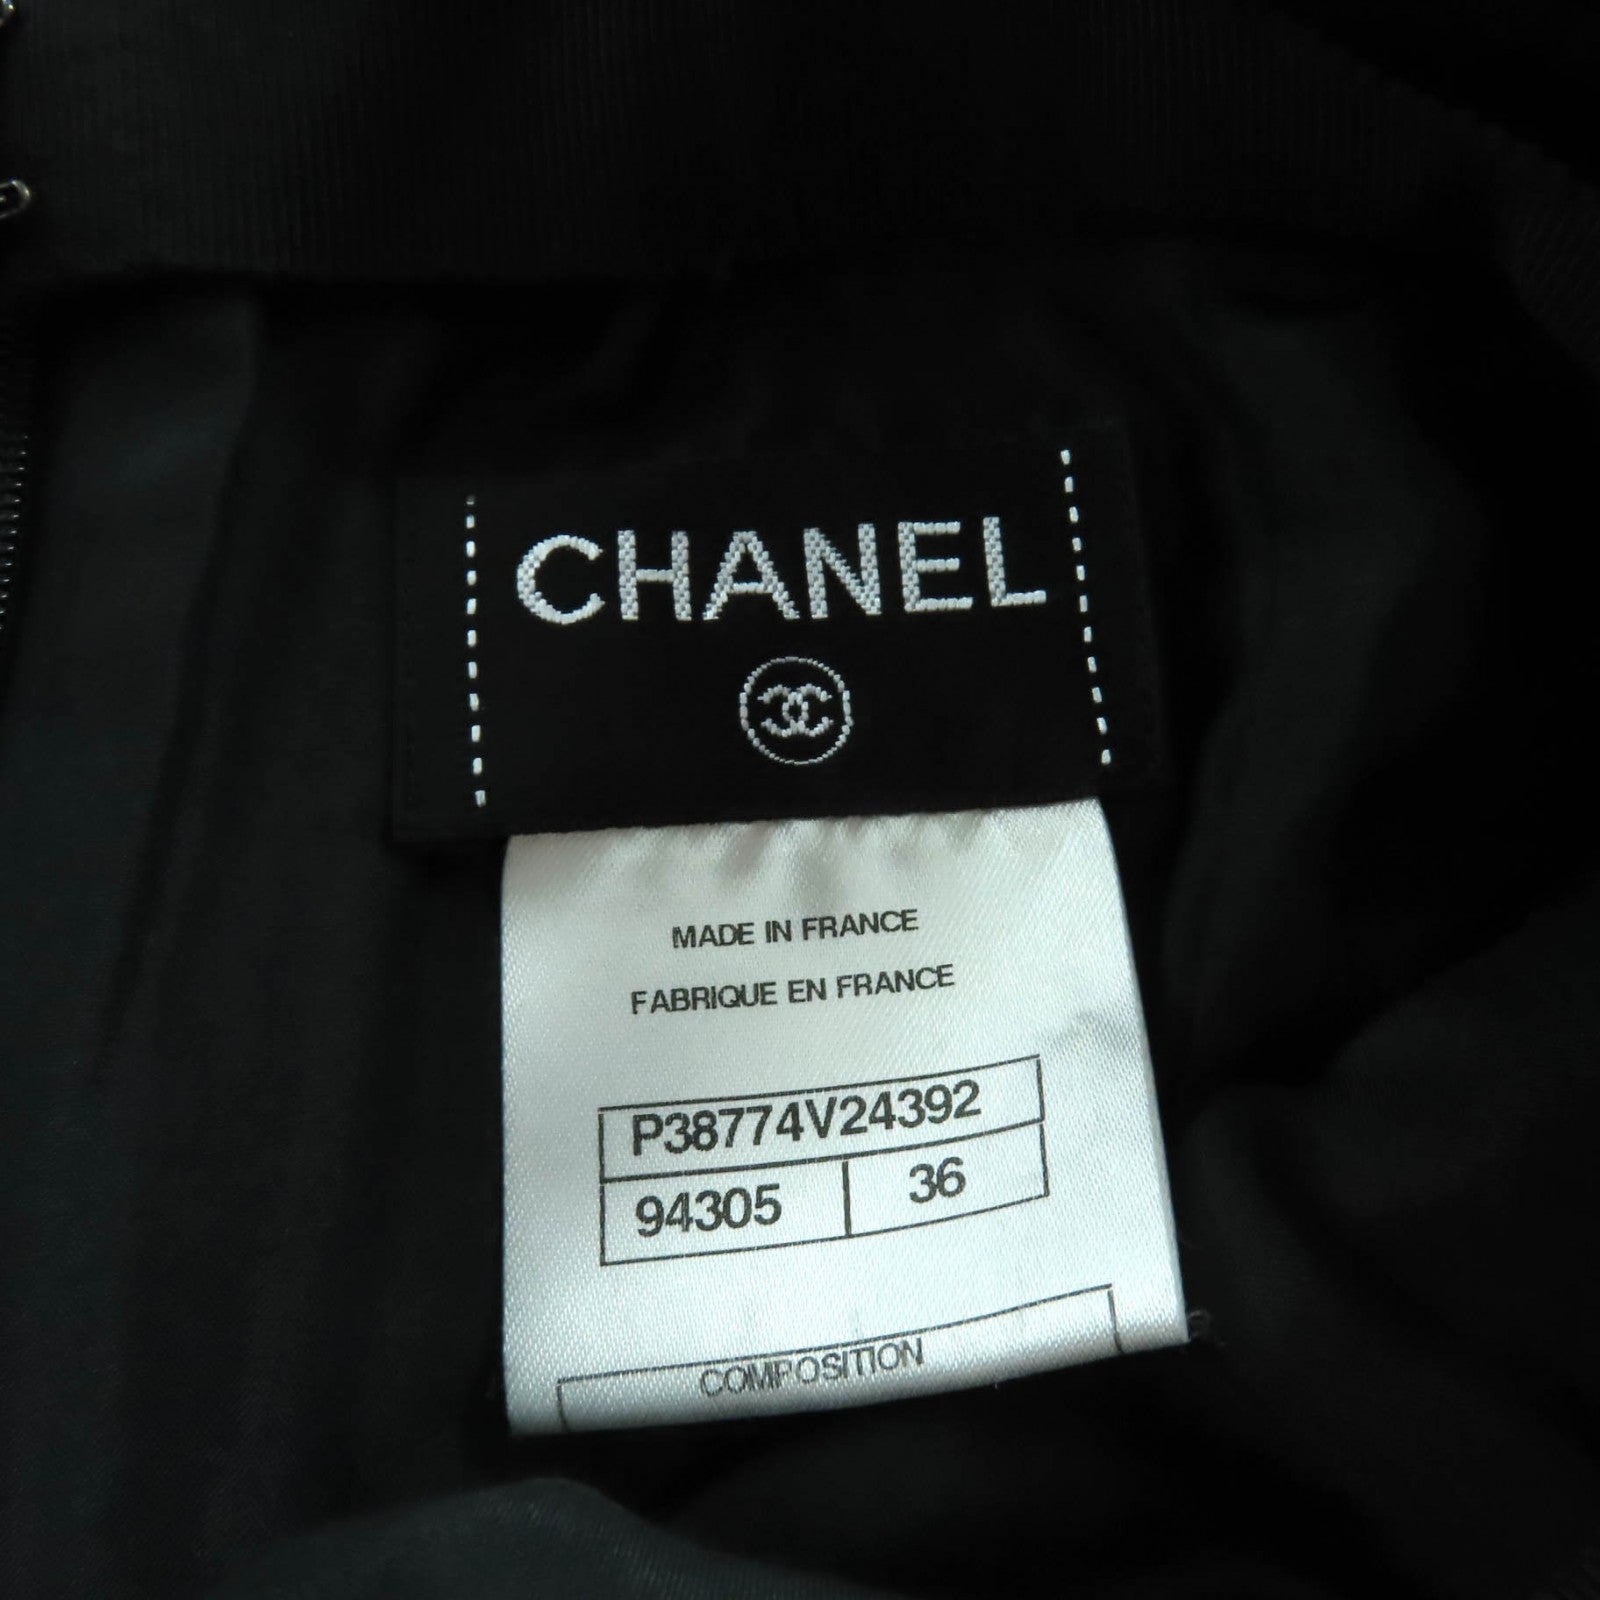 CHANEL
MADE IN FRANCE
FABRIQUE EN FRANCE
P38774V24392
94305 36
COMPOSITION